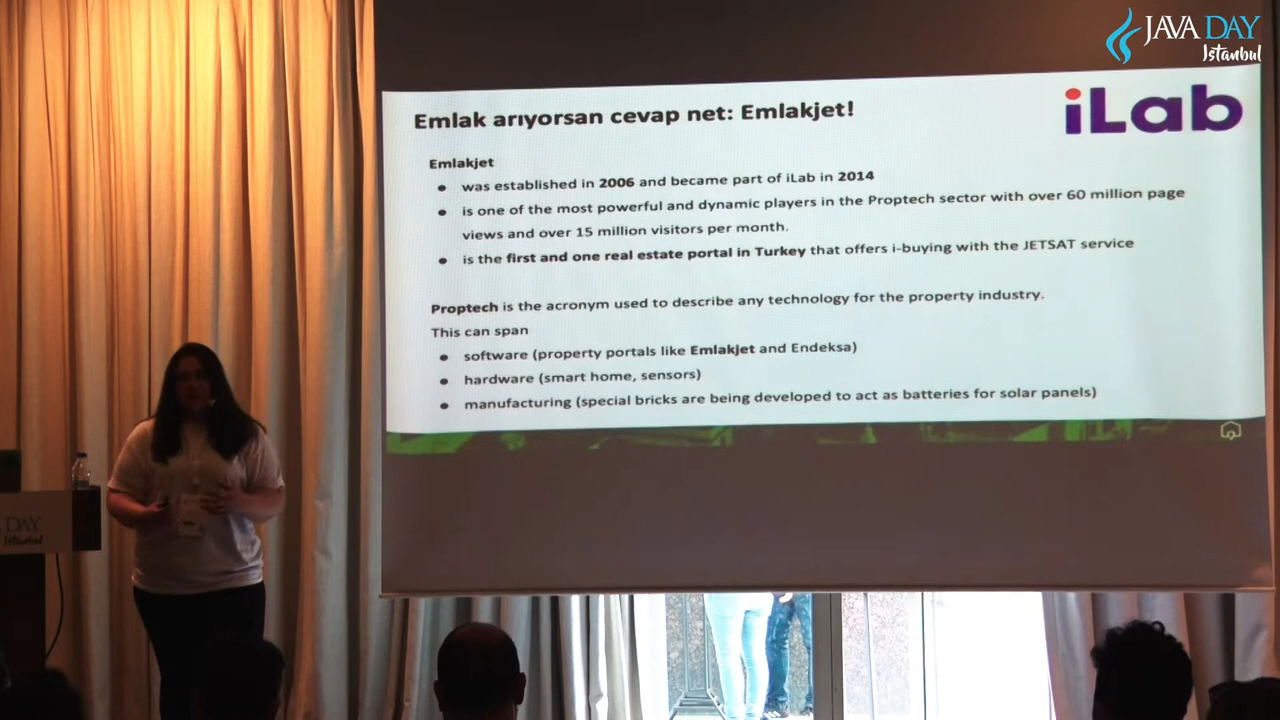 JAVA DAY
Istanbul
iLab
Emlak arıyorsan cevap net: Emlakjet!
Emlakjet
● was established in 2006 and became part of iLab in 2014
● is one of the most powerful and dynamic players in the Proptech sector with over 60 million page
views and over 15 million visitors per month.
● is the first and one real estate portal in Turkey that offers i-buying with the JETSAT service
Proptech is the acronym used to describe any technology for the property industry.
This can span
● software (property portals like Emlakjet and Endeksa)
● hardware (smart home, sensors)
● manufacturing (special bricks are being developed to act as batteries for solar panels)
DAY
Istanbul